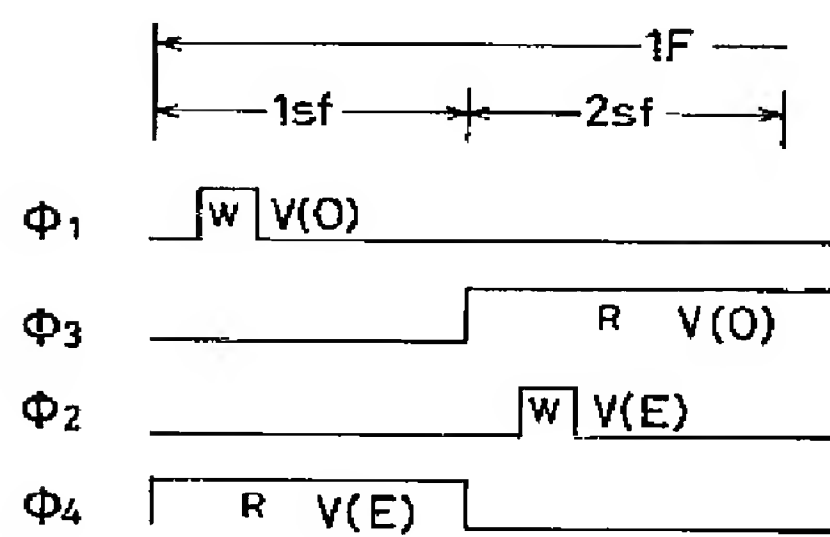 1F
1sf 2sf
Φ1 W V(O)
Φ3 R V(O)
Φ2 W V(E)
Φ4 R V(E)